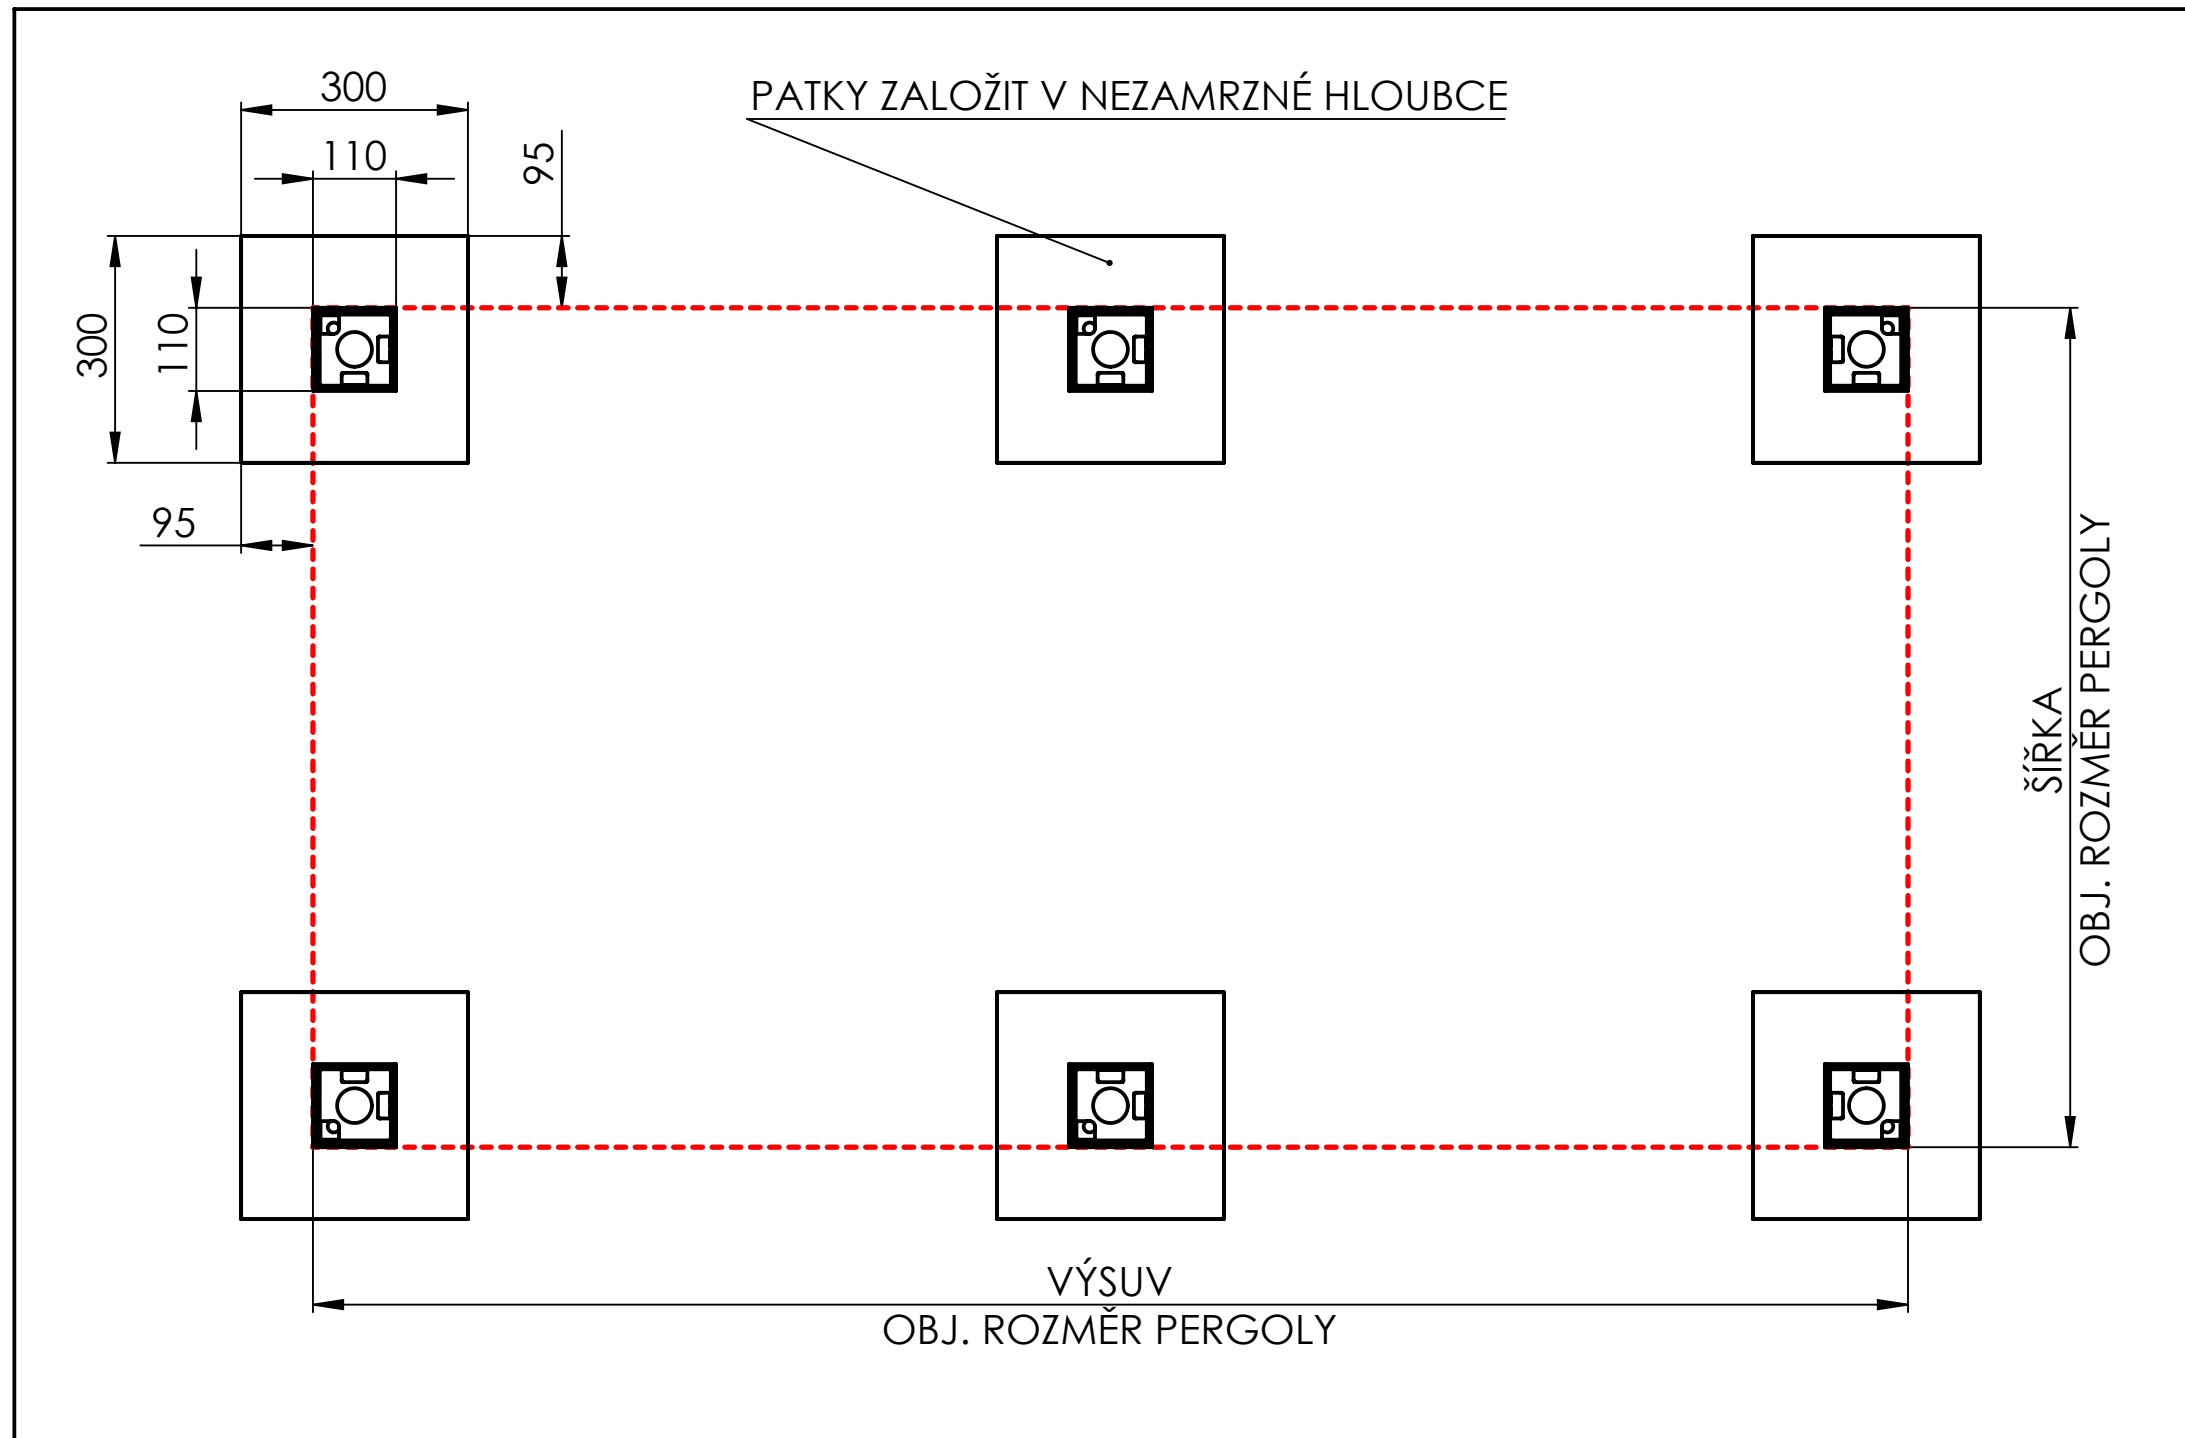 300
PATKY ZALOŽIT V NEZAMRZNÉ HLOUBCE
110
95
300
110
95
ŠÍŘKA
OBJ. ROZMĚR PERGOLY
VÝSUV
OBJ. ROZMĚR PERGOLY